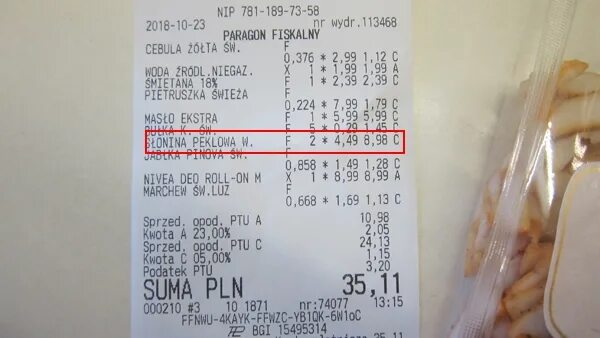 NIP 781-189-73-58
2018-10-23 nr wydr.113468
PARAGON FISKALNY
CEBULA ŻÓŁTA ŚW. F
0,376 * 2,99 1,12 C
WODA ŹRÓDL.NIEGAZ. X 1 * 1,99 1,99 A
ŚMIETANA 18% F 1 * 2,39 2,39 C
PIETRUSZKA ŚWIEŻA F
0,224 * 7,99 1,79 C
MASŁO EKSTRA F 1 * 5,99 5,99 C
BUŁKA K. ŚW. F 5 * 0,29 1,45 C
SŁONINA PEKLOWA W. F 2 * 4,49 8,98 C
JABŁKA PINOVA ŚW. F
0,858 * 1,49 1,28 C
NIVEA DEO ROLL-ON M X 1 * 8,99 8,99 A
MARCHEW ŚW.LUZ F
0,668 * 1,69 1,13 C
Sprzed. opod. PTU A 10,98
Kwota A 23,00% 2,05
Sprzed. opod. PTU C 24,13
Kwota C 05,00% 1,15
Podatek PTU 3,20
SUMA PLN 35,11
000210 #3 10 1871 nr:74077 13:15
FFNWU-4KAYK-FFWZC-YB1QK-6W1oC
BGI 15495314
35,11